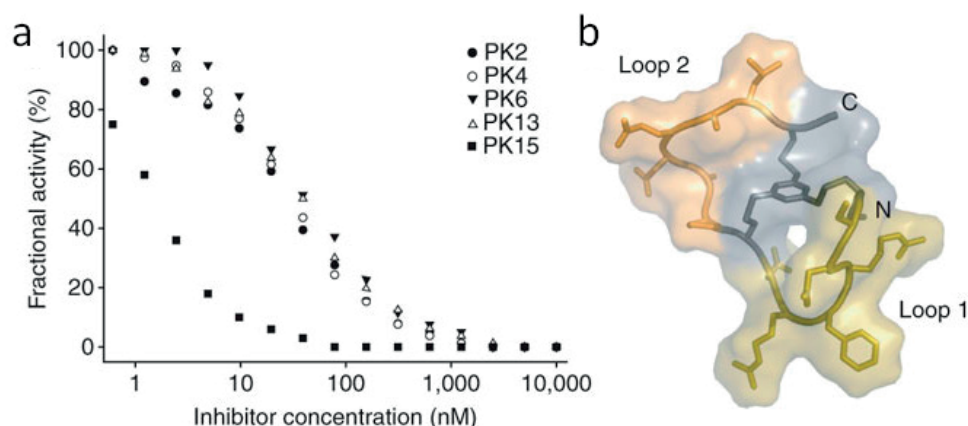 a
Fractional activity (%)
100
80
60
40
20
0
PK2
PK4
PK6
PK13
PK15
1
10
100
1,000
10,000
Inhibitor concentration (nM)
b
Loop 2
C
N
Loop 1